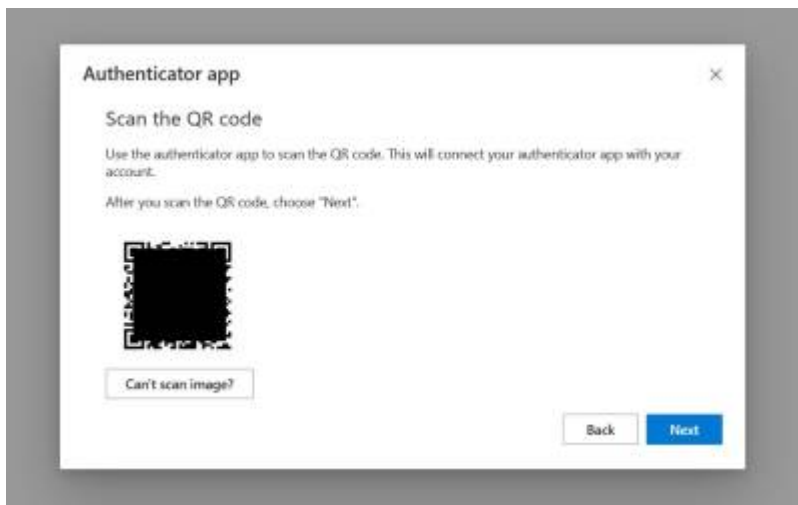 Authenticator app
Scan the QR code
Use the authenticator app to scan the QR code. This will connect your authenticator app with your
account.
After you scan the QR code, choose "Next".
Can't scan image?
Back
Next